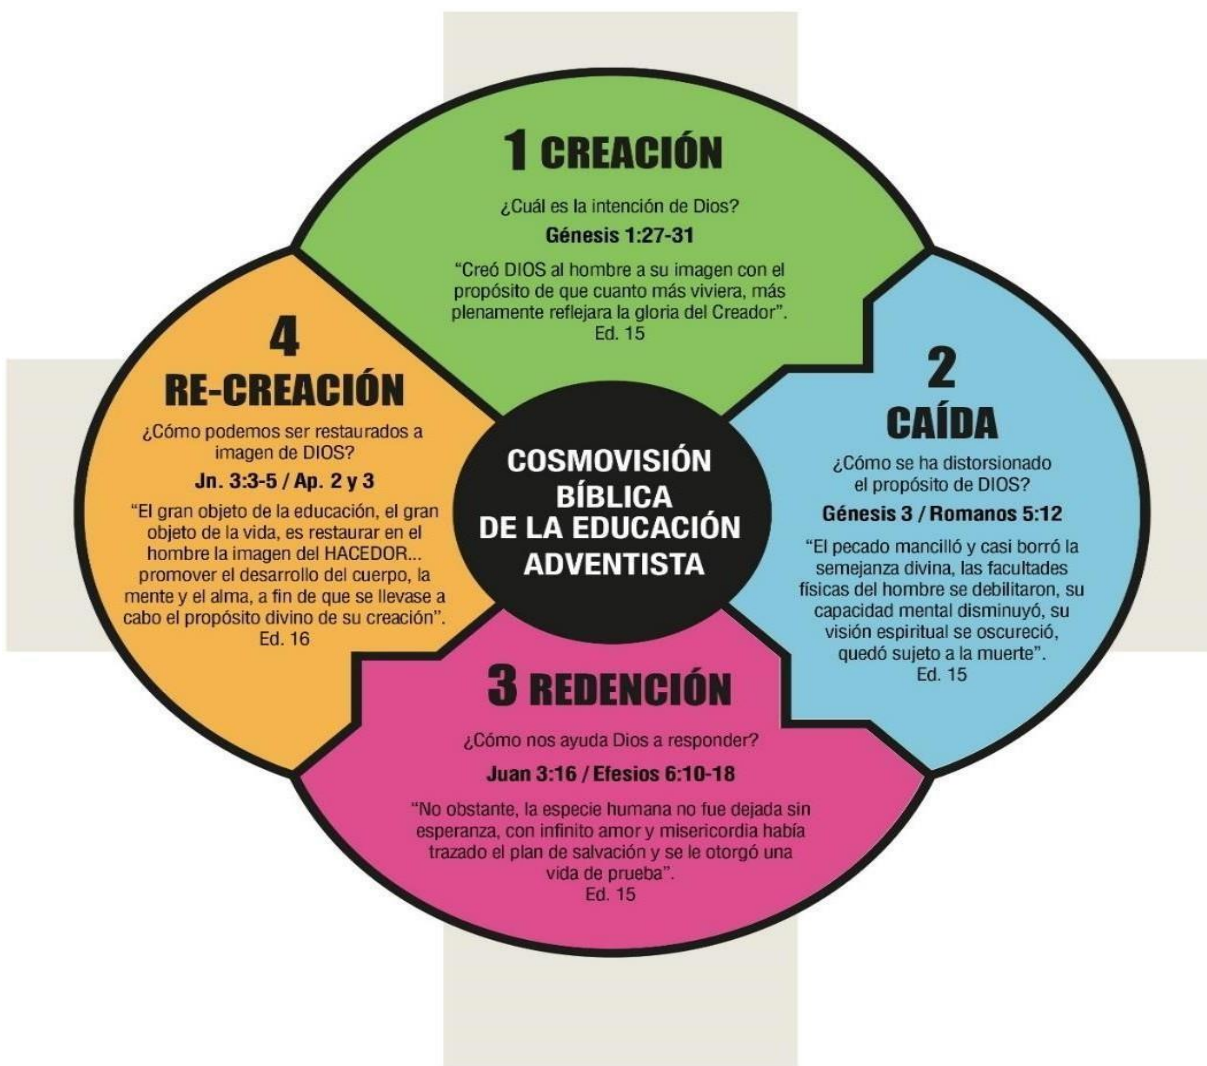 1 CREACIÓN
¿Cuál es la intención de Dios?
Génesis 1:27-31
“Creó DIOS al hombre a su imagen con el
propósito de que cuanto más viviera, más
plenamente reflejara la gloria del Creador”.
Ed. 15
2
CAÍDA
¿Cómo se ha distorsionado
el propósito de DIOS?
Génesis 3 / Romanos 5:12
“El pecado mancilló y casi borró la
semejanza divina, las facultades
físicas del hombre se debilitaron, su
capacidad mental disminuyó, su
visión espiritual se oscureció,
quedó sujeto a la muerte”.
Ed. 15
3 REDENCIÓN
¿Cómo nos ayuda Dios a responder?
Juan 3:16 / Efesios 6:10-18
“No obstante, la especie humana no fue dejada sin
esperanza, con infinito amor y misericordia había
trazado el plan de salvación y se le otorgó una
vida de prueba”.
Ed. 15
4
RE-CREACIÓN
¿Cómo podemos ser restaurados a
imagen de DIOS?
Jn. 3:3-5 / Ap. 2 y 3
“El gran objeto de la educación, el gran
objeto de la vida, es restaurar en el
hombre la imagen del HACEDOR...
promover el desarrollo del cuerpo, la
mente y el alma, a fin de que se llevase a
cabo el propósito divino de su creación”.
Ed. 16
COSMOVISIÓN
BÍBLICA
DE LA EDUCACIÓN
ADVENTISTA